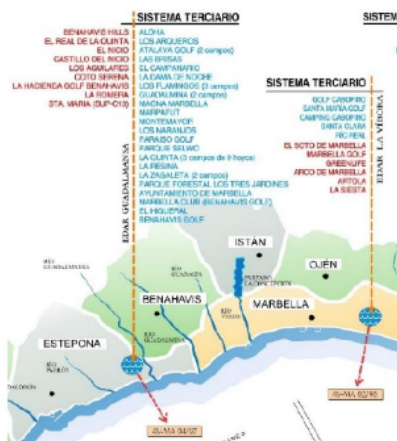 SISTEMA TERCIARIO
BENAHAVIS HILLS
EL REAL DE LA QUINTA
EL NICIO
CASTILLO DEL NICIO
LOS AGUILARES
COTO SERENA
LA HACIENDA GOLF BENAHAVIS
LA ROMERA
STA. MARIA (SUP-C13)
ALOHA
LOS ARQUEROS
ATALAYA GOLF (2 campos)
LAS BRISAS
EL CAMPANARIO
LA DAMA DE NOCHE
LOS FLAMINGOS (3 campos)
GUADALMINA (2 campos)
MAGNA MARBELLA
MONTEMAYOR
LOS NARANJOS
PARAISO GOLF
PARQUE SELWO
LA QUINTA (3 campos de 9 hoyos)
LA RESINA
LA ZAGALETA (2 campos)
PARQUE FORESTAL LOS TRES JARDINES
AYUNTAMIENTO DE MARBELLA
MARBELLA CLUB (BENAHAVIS GOLF)
EL HIGUERAL
BENAHAVIS GOLF
EDAR GUADALMANSA
SISTEM
SISTEMA TERCIARIO
GOLF CABOPINO
SANTA MARIA GOLF
CAMPING CABOPINO
SANTA CLARA
RIO REAL
EL SOTO DE MARBELLA
MARBELLA GOLF
GREENLIFE
ARCO DE MARBELLA
ARTOLA
LA SIESTA
EDAR LA VÍBORA
ISTÁN
OJÉN
BENAHAVIS
MARBELLA
ESTEPONA